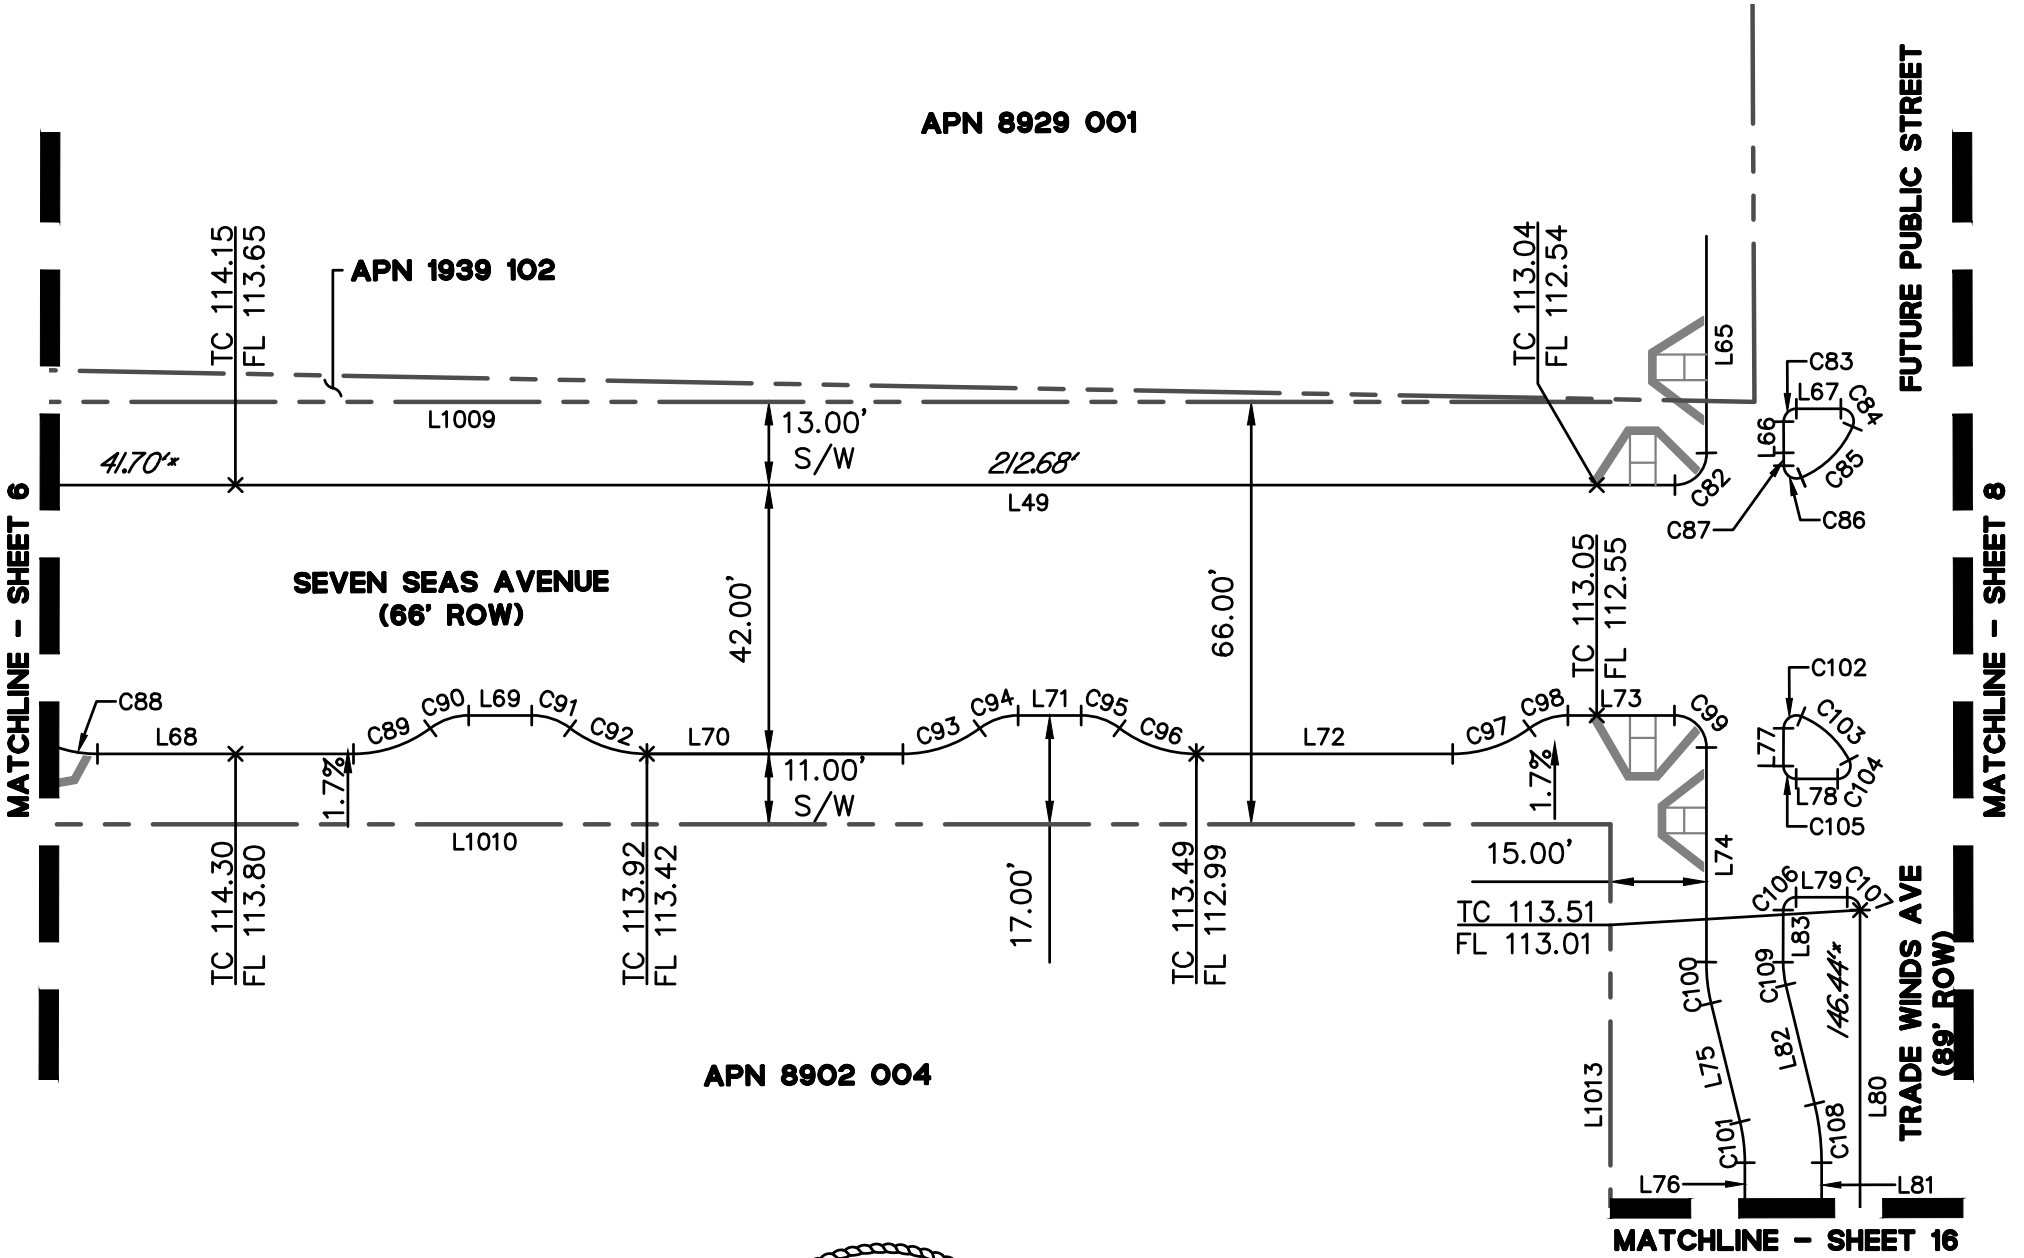 APN 8929 001
FUTURE PUBLIC STREET
TC 114.15
FL 113.65
APN 1939 102
TC 113.04
FL 112.54
L65
C83
L67
C84
L66
C85
C86
C87
C82
L1009
13.00'
S/W
41.70'*
212.68'
L49
MATCHLINE - SHEET 6
MATCHLINE - SHEET 8
SEVEN SEAS AVENUE
(66' ROW)
42.00'
66.00'
TC 113.05
FL 112.55
C88
L68
C89
C90
L69
C91
C92
L70
C93
C94
L71
C95
C96
L72
C97
C98
L73
C99
C102
C103
L77
C104
L78
C105
1.7%
11.00'
S/W
1.7%
L1010
15.00'
L74
TC 114.30
FL 113.80
TC 113.92
FL 113.42
17.00'
TC 113.49
FL 112.99
TC 113.51
FL 113.01
C106
L79
C107
L83
C100
C109
146.44'*
TRADE WINDS AVE
(89' ROW)
APN 8902 004
L75
L82
L1013
L80
C101
C108
L76
L81
MATCHLINE - SHEET 16